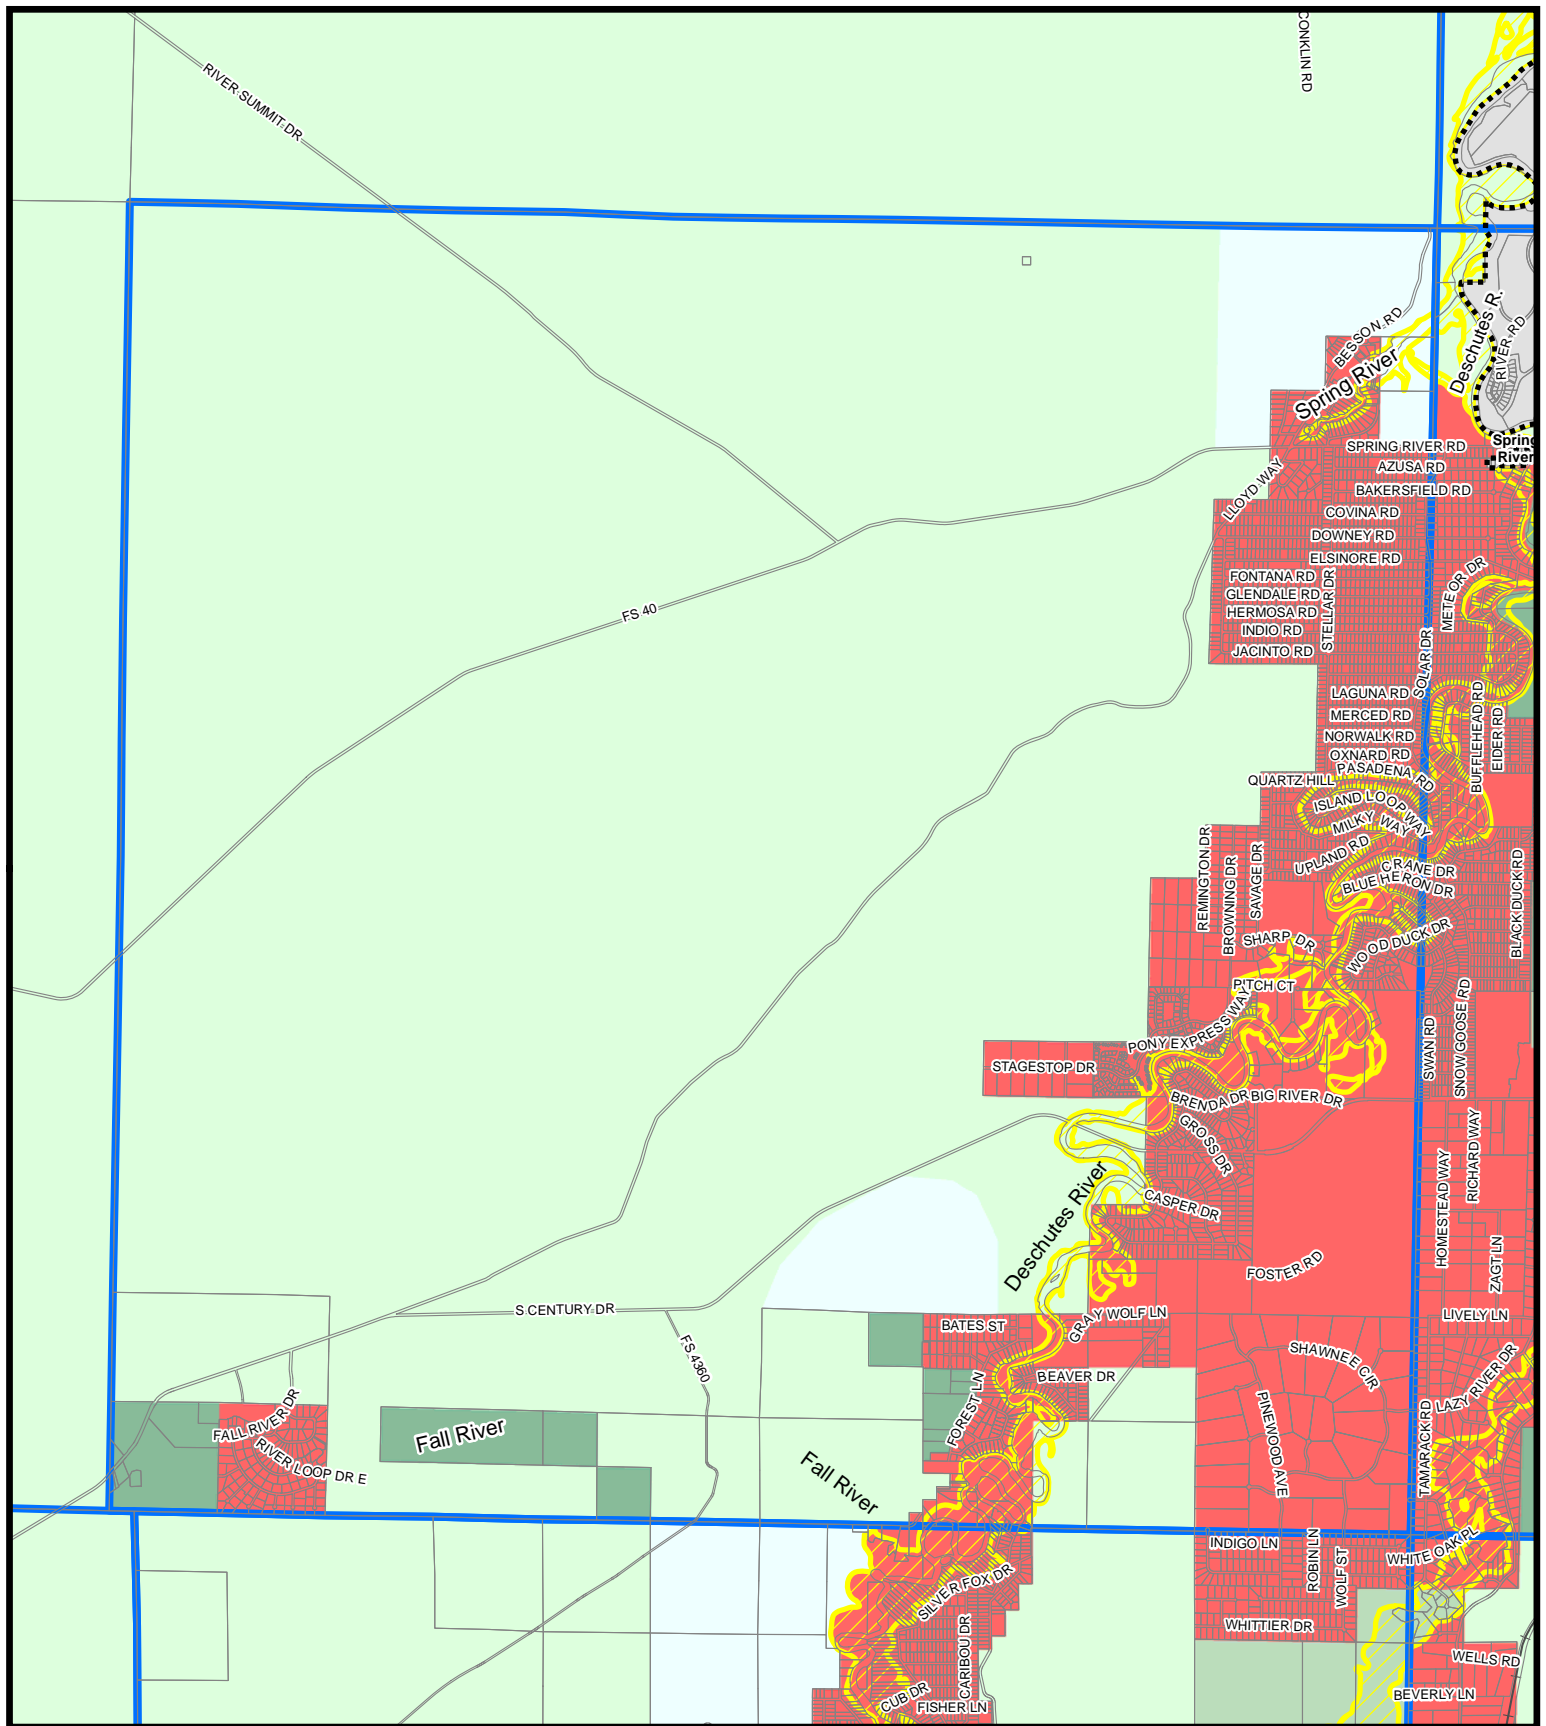 CONKLIN RD
RIVER SUMMIT DR
BESSON RD
Deschutes R.
RIVER RD
Spring River
SPRING RIVER RD
Spring
River
AZUSA RD
LLOYD WAY
BAKERSFIELD RD
COVINA RD
DOWNEY RD
ELSINORE RD
FONTANA RD
METEOR DR
GLENDALE RD
STELLAR DR
FS 40
HERMOSA RD
INDIO RD
JACINTO RD
SOLAR DR
LAGUNA RD
MERCED RD
BUFFLEHEAD RD
EIDER RD
NORWALK RD
OXNARD RD
PASADENA RD
QUARTZ HILL
ISLAND LOOP WAY
MILKY WAY
UPLAND RD
CRANE DR
BLUE HERON DR
REMINGTON DR
BROWNING DR
SAVAGE DR
BLACK DUCK RD
SHARP DR
WOOD DUCK DR
PITCH CT
PONY EXPRESS WAY
SWAN RD
SNOW GOOSE RD
STAGESTOP DR
BRENDA DR
BIG RIVER DR
GROSS DR
RICHARD WAY
HOMESTEAD WAY
Deschutes River
CASPER DR
ZAGT LN
FOSTER RD
S CENTURY DR
GRAY WOLF LN
LIVELY LN
BATES ST
FS 4360
SHAWNEE CIR
BEAVER DR
LAZY RIVER DR
FOREST LN
PINEWOOD AVE
TAMARACK RD
FALL RIVER DR
Fall River
RIVER LOOP DR E
Fall River
INDIGO LN
ROBIN LN
WOLF ST
WHITE OAK PL
SILVER FOX DR
WHITTIER DR
CARIBOU DR
WELLS RD
CUB DR
FISHER LN
BEVERLY LN